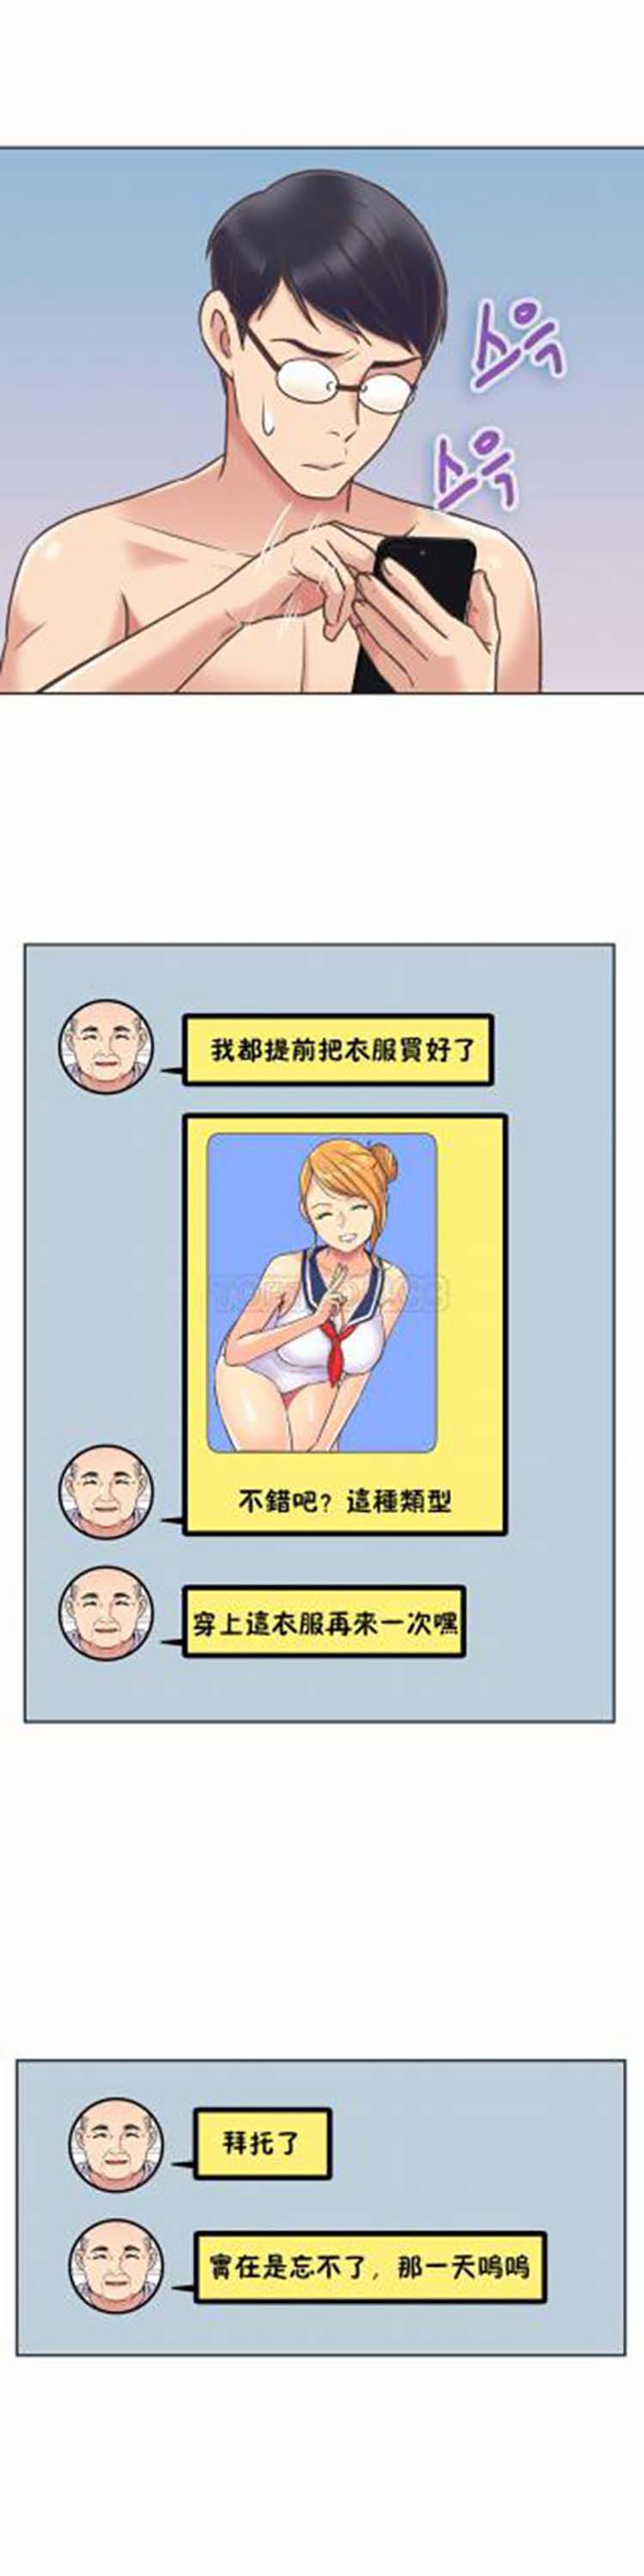 스윽
스윽
我都提前把衣服買好了
不錯吧？這種類型
穿上這衣服再來一次嘿
拜托了
實在是忘不了，那一天嗚嗚